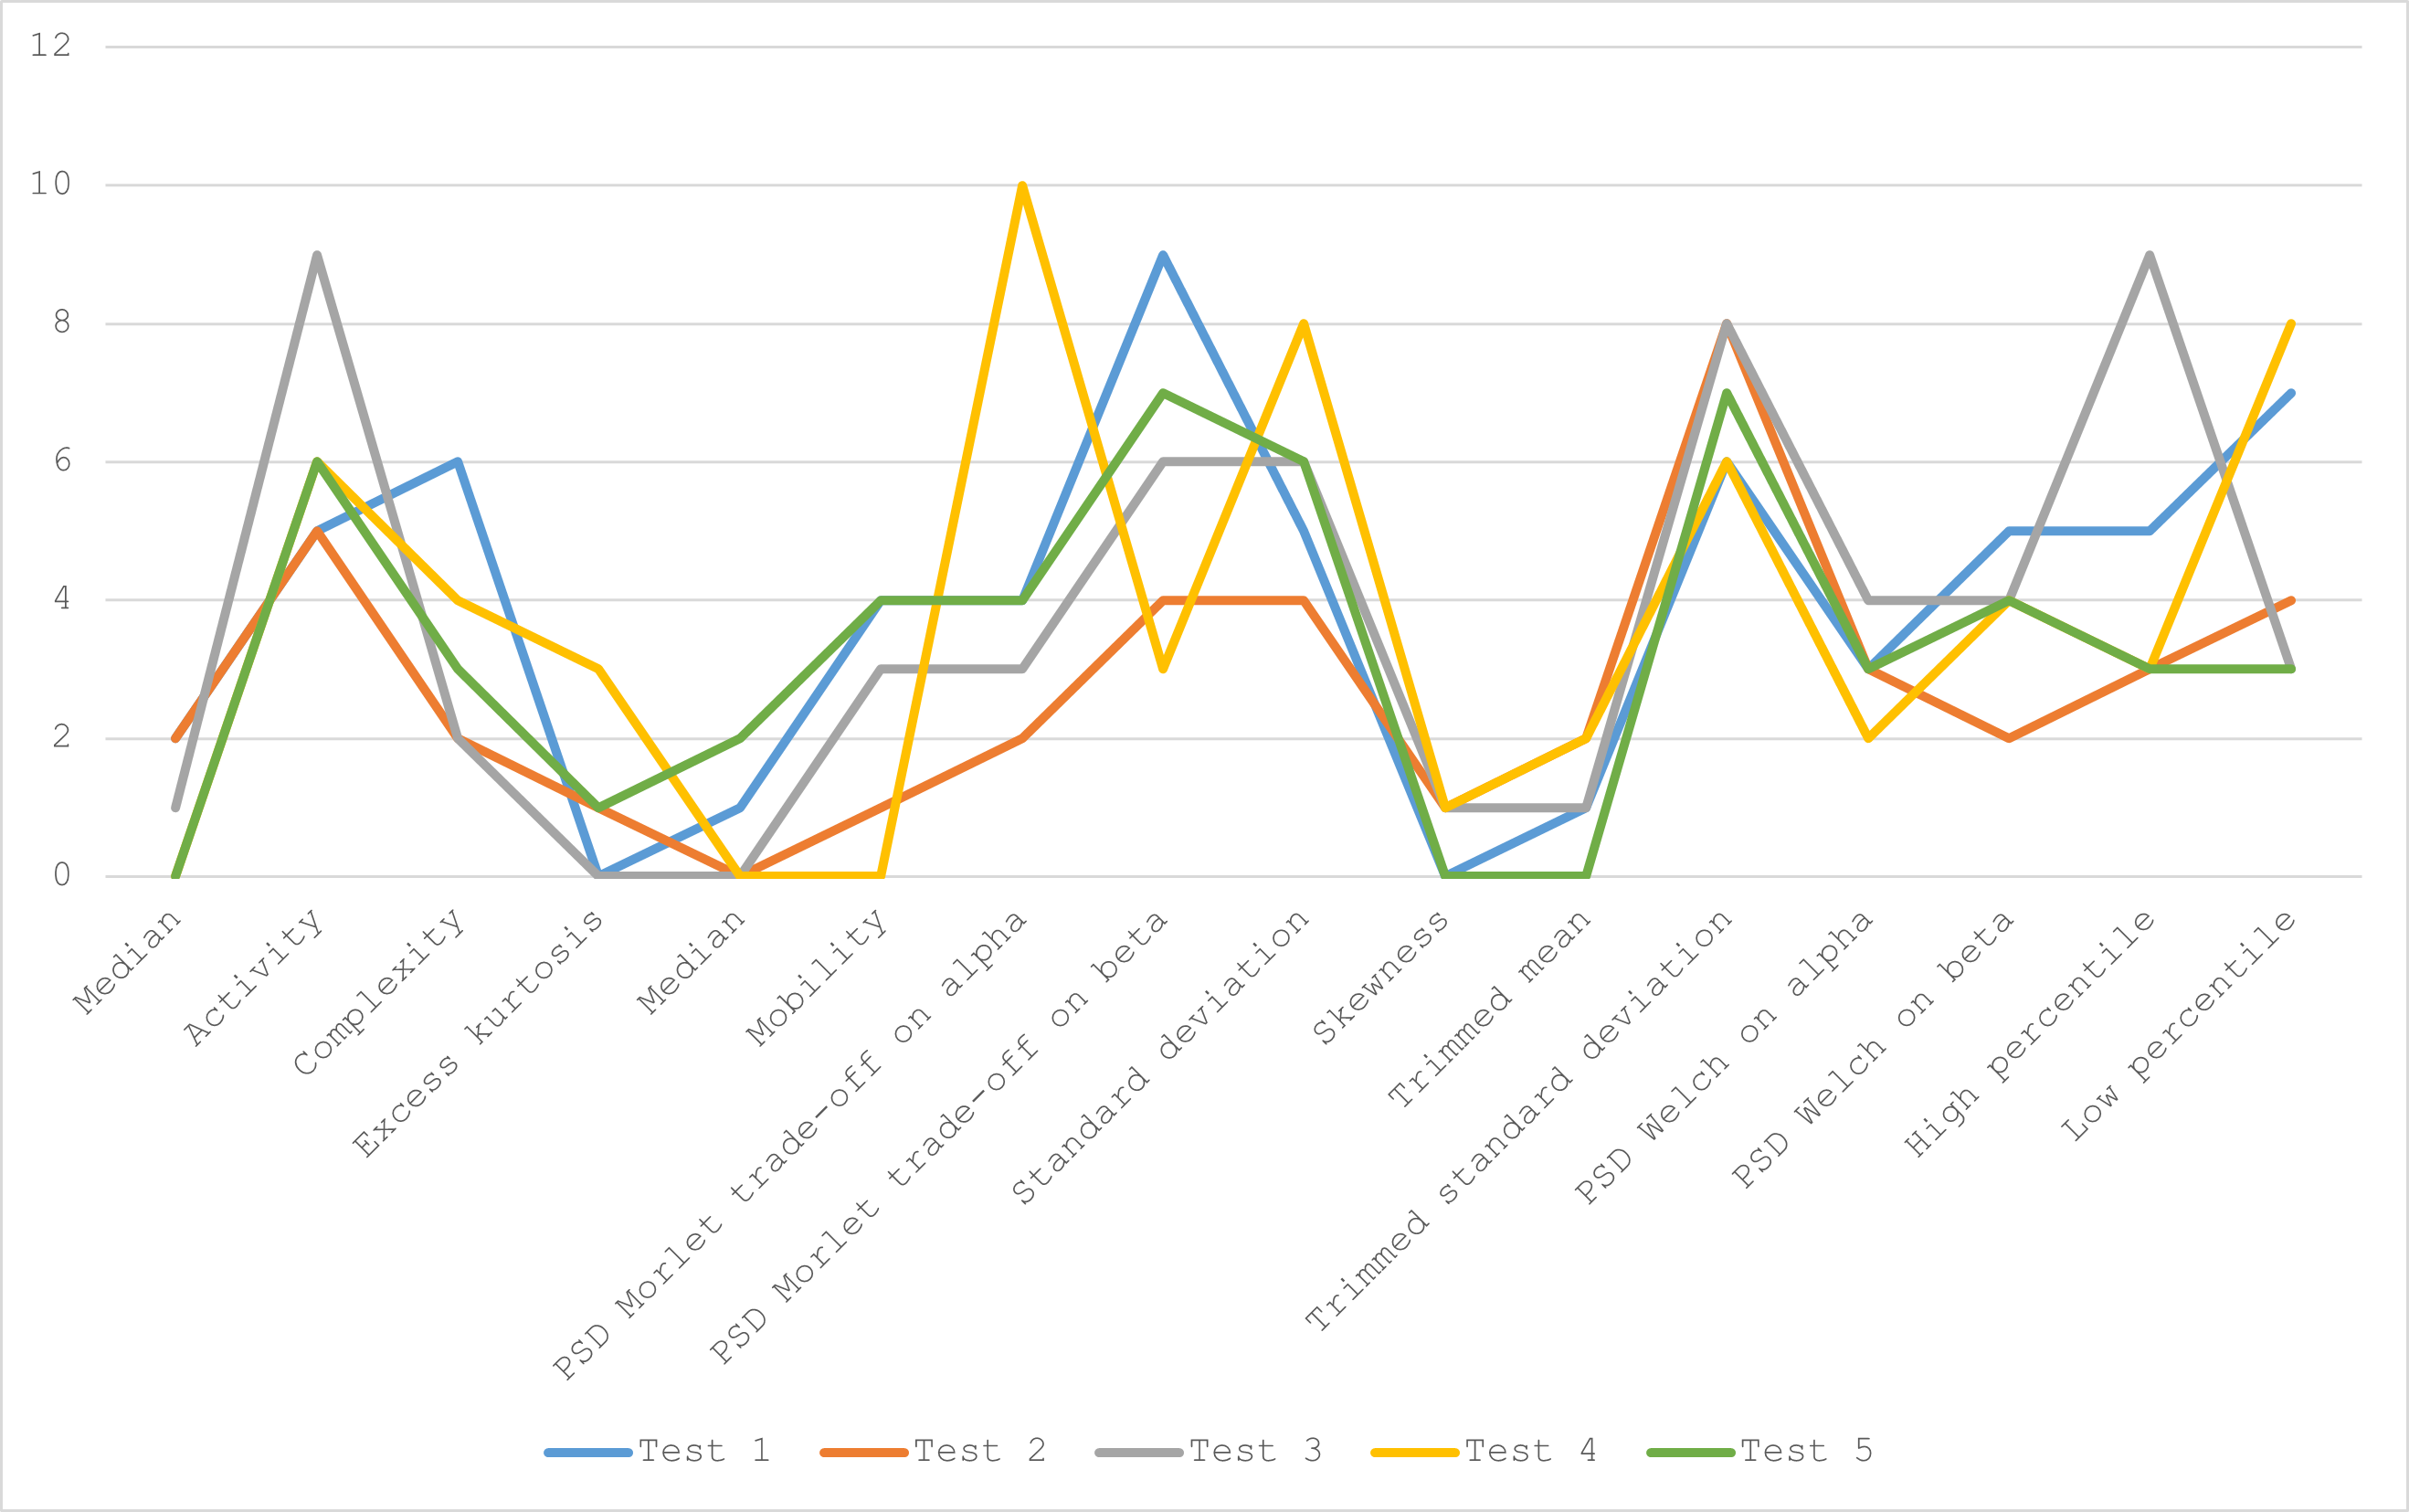 12
10
8
6
4
2
0
Median
Activity
Complexity
Excess kurtosis
Median
Mobility
PSD Morlet trade-off on alpha
PSD Morlet trade-off on beta
Standard deviation
Skewness
Trimmed mean
Trimmed standard deviation
PSD Welch on alpha
PSD Welch on beta
High percentile
Low percentile
Test 1 Test 2 Test 3 Test 4 Test 5